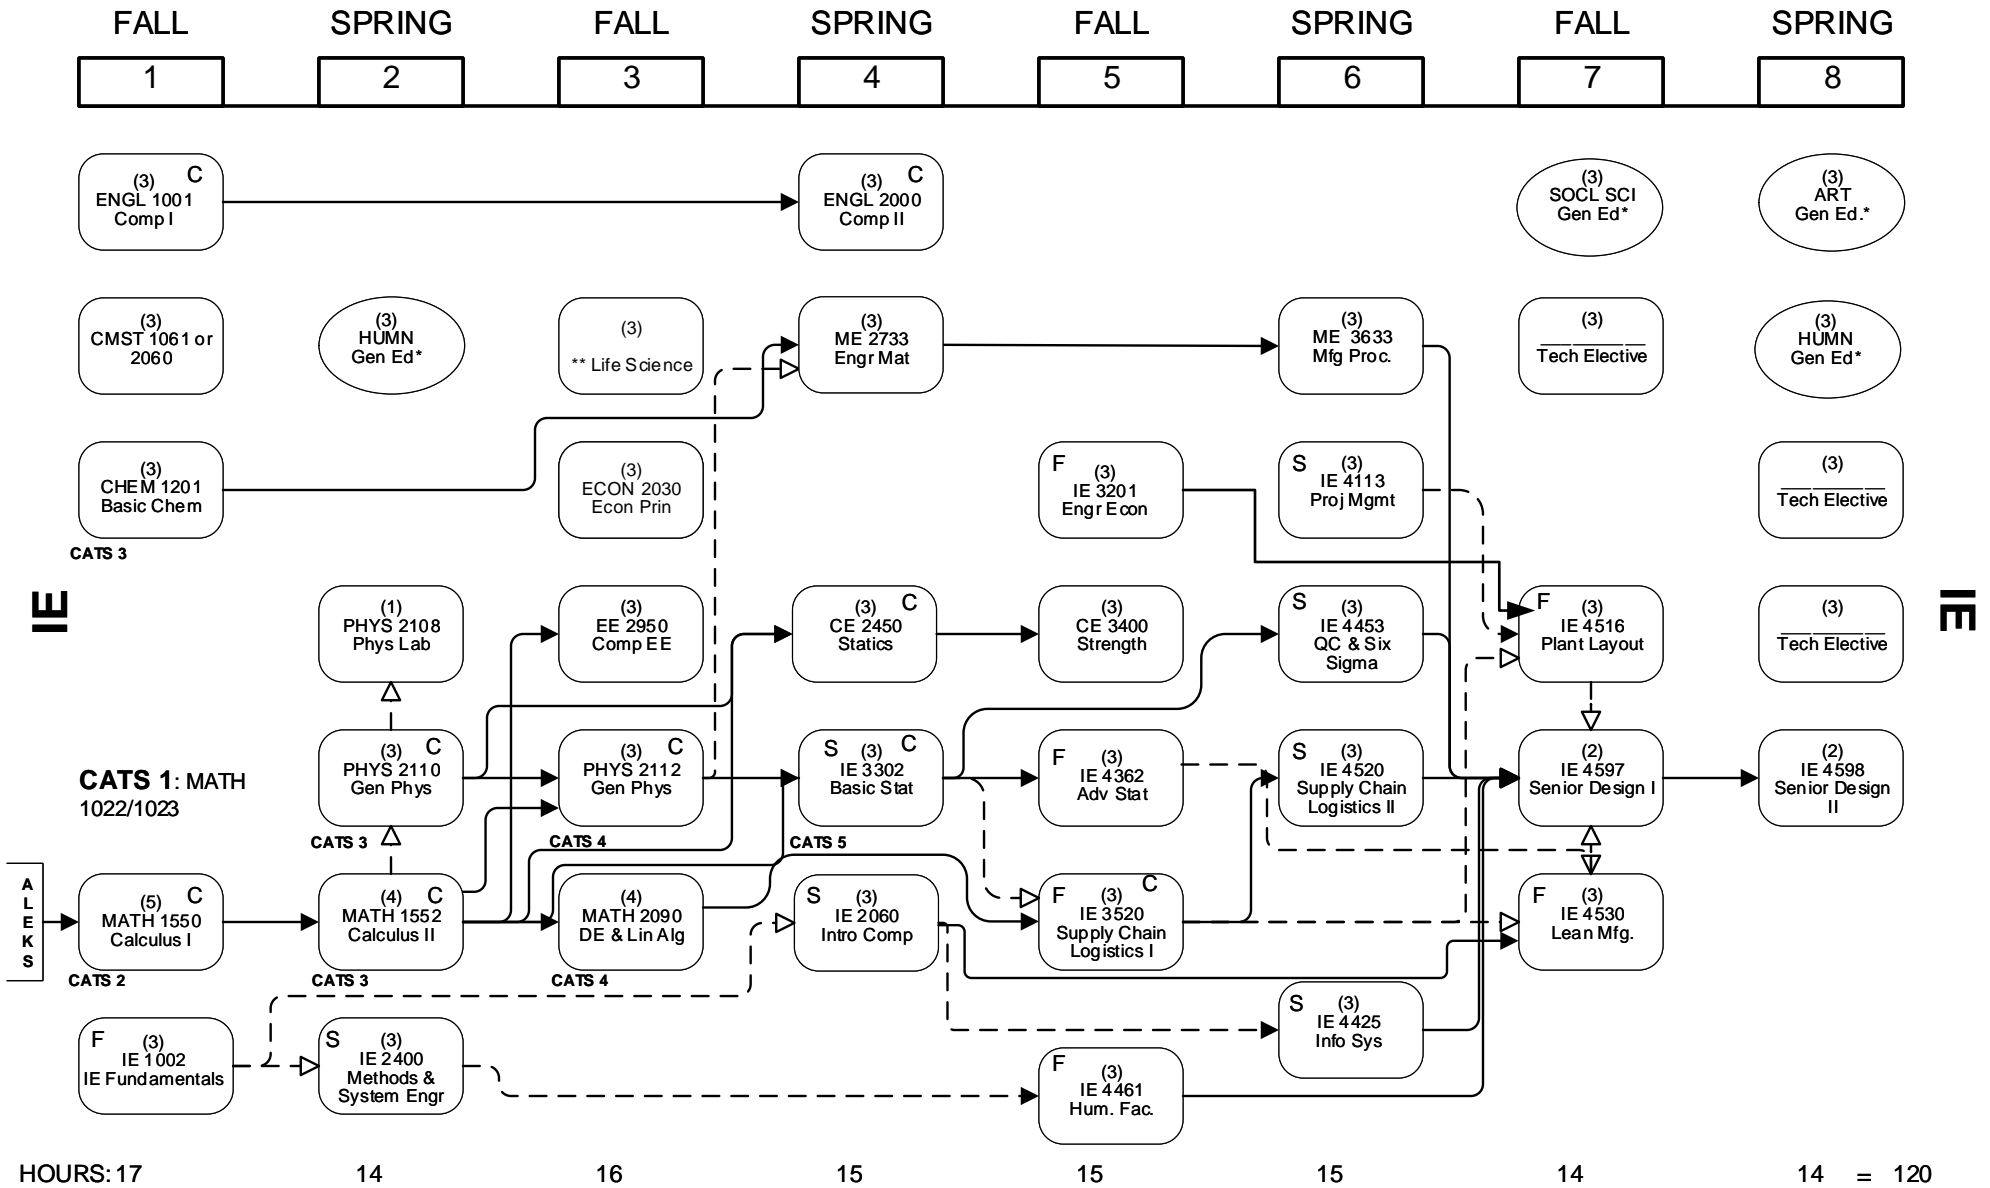 FALL SPRING FALL SPRING FALL SPRING FALL SPRING
1 2 3 4 5 6 7 8
(3) C
ENGL 1001
Comp I
(3) C
ENGL 2000
Comp II
(3)
SOCL SCI
Gen Ed*
(3)
ART
Gen Ed.*
(3)
CMST 1061 or
2060
(3)
HUMN
Gen Ed*
(3)
** Life Science
(3)
ME 2733
Engr Mat
(3)
ME 3633
Mfg Proc.
(3)
Tech Elective
(3)
HUMN
Gen Ed*
(3)
CHEM 1201
Basic Chem
CATS 3
(3)
ECON 2030
Econ Prin
F (3)
IE 3201
Engr Econ
S (3)
IE 4113
Proj Mgmt
(3)
Tech Elective
IE
(1)
PHYS 2108
Phys Lab
(3)
EE 2950
Comp EE
(3) C
CE 2450
Statics
(3)
CE 3400
Strength
S (3)
IE 4453
QC & Six
Sigma
F (3)
IE 4516
Plant Layout
(3)
Tech Elective
IE
CATS 1: MATH
1022/1023
(3) C
PHYS 2110
Gen Phys
CATS 3
(3) C
PHYS 2112
Gen Phys
CATS 4
S (3) C
IE 3302
Basic Stat
CATS 5
F (3)
IE 4362
Adv Stat
S (3)
IE 4520
Supply Chain
Logistics II
(2)
IE 4597
Senior Design I
(2)
IE 4598
Senior Design
II
A
L
E
K
S
(5) C
MATH 1550
Calculus I
CATS 2
(4) C
MATH 1552
Calculus II
CATS 3
(4)
MATH 2090
DE & Lin Alg
CATS 4
S (3)
IE 2060
Intro Comp
F (3) C
IE 3520
Supply Chain
Logistics I
F (3)
IE 4530
Lean Mfg.
F (3)
IE 1002
IE Fundamentals
S (3)
IE 2400
Methods &
System Engr
F (3)
IE 4461
Hum. Fac.
S (3)
IE 4425
Info Sys
HOURS: 17 14 16 15 15 15 14 14 = 120